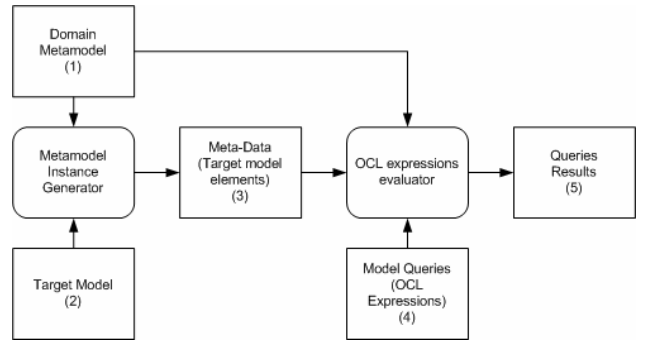 Domain
Metamodel
(1)
Metamodel
Instance
Generator
Meta-Data
(Target model
elements)
(3)
OCL expressions
evaluator
Queries
Results
(5)
Target Model
(2)
Model Queries
(OCL
Expressions)
(4)